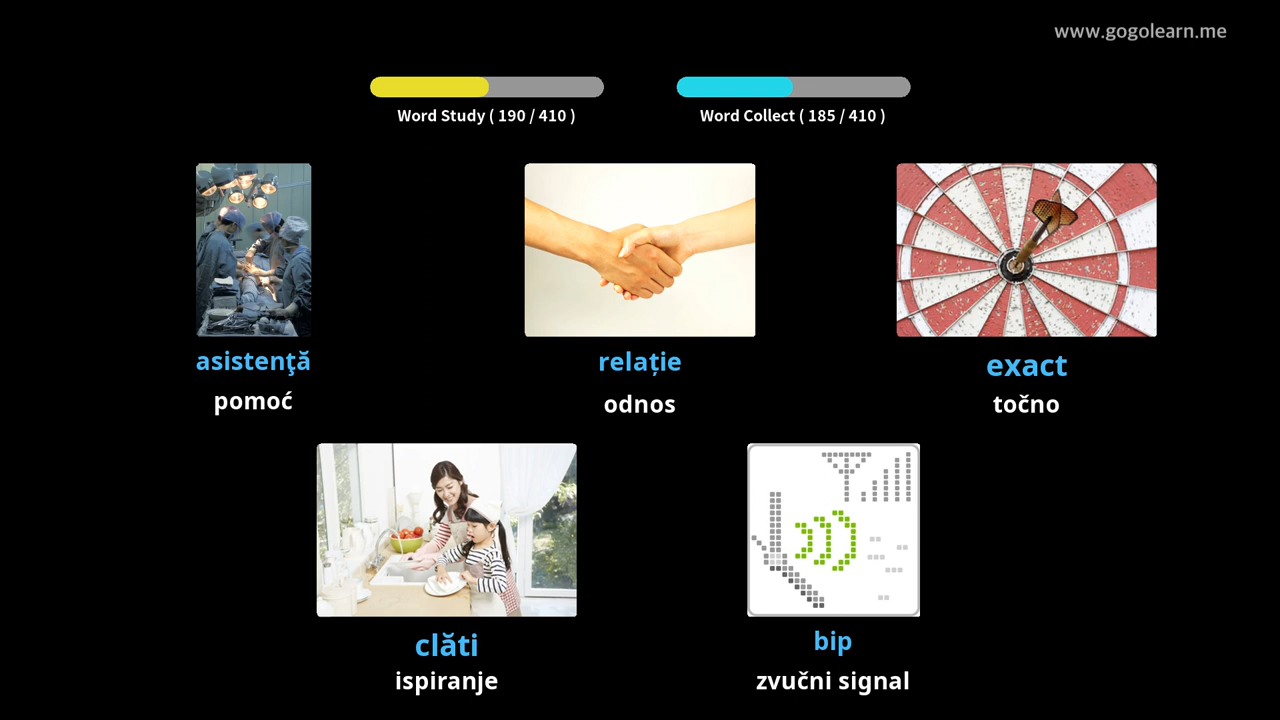 www.gogolearn.me
Word Study ( 190 / 410 )
Word Collect ( 185 / 410 )
asistenţă
relație
exact
pomoć
odnos
točno
clăti
bip
ispiranje
zvučni signal